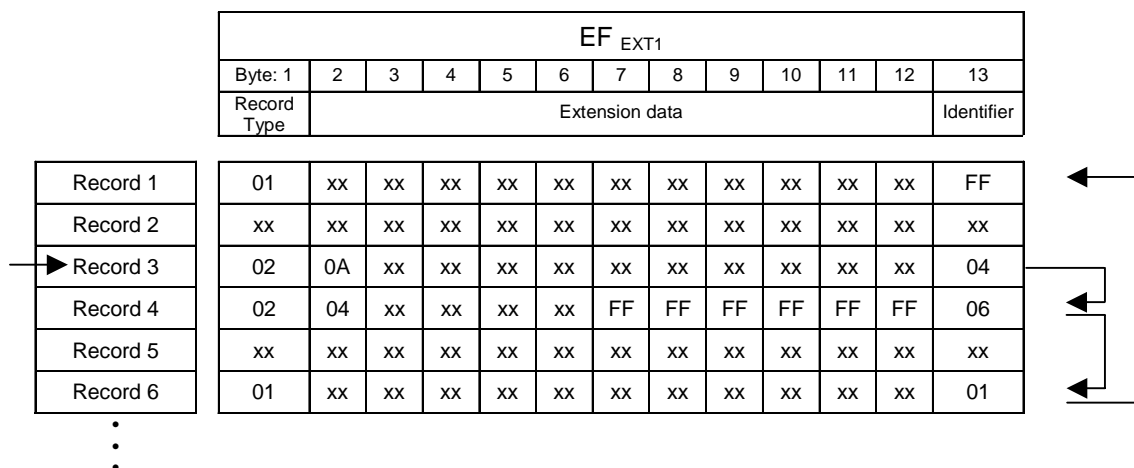 EF EXT1
Byte: 1 2 3 4 5 6 7 8 9 10 11 12 13
Record Type Extension data Identifier
Record 1 01 xx xx xx xx xx xx xx xx xx xx xx FF
Record 2 xx xx xx xx xx xx xx xx xx xx xx xx xx
Record 3 02 0A xx xx xx xx xx xx xx xx xx xx 04
Record 4 02 04 xx xx xx xx FF FF FF FF FF FF 06
Record 5 xx xx xx xx xx xx xx xx xx xx xx xx xx
Record 6 01 xx xx xx xx xx xx xx xx xx xx xx 01